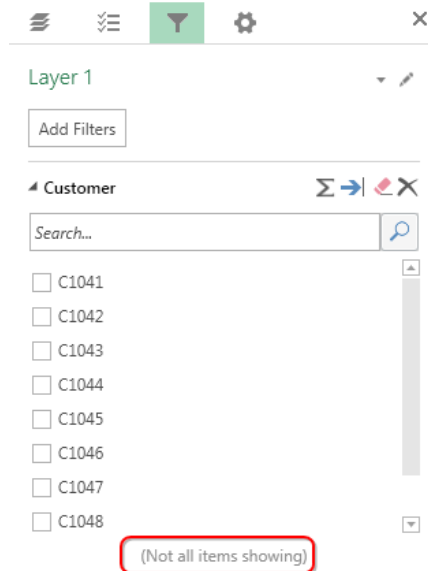 Layer 1
Add Filters
Customer
Search...
C1041
C1042
C1043
C1044
C1045
C1046
C1047
C1048
(Not all items showing)